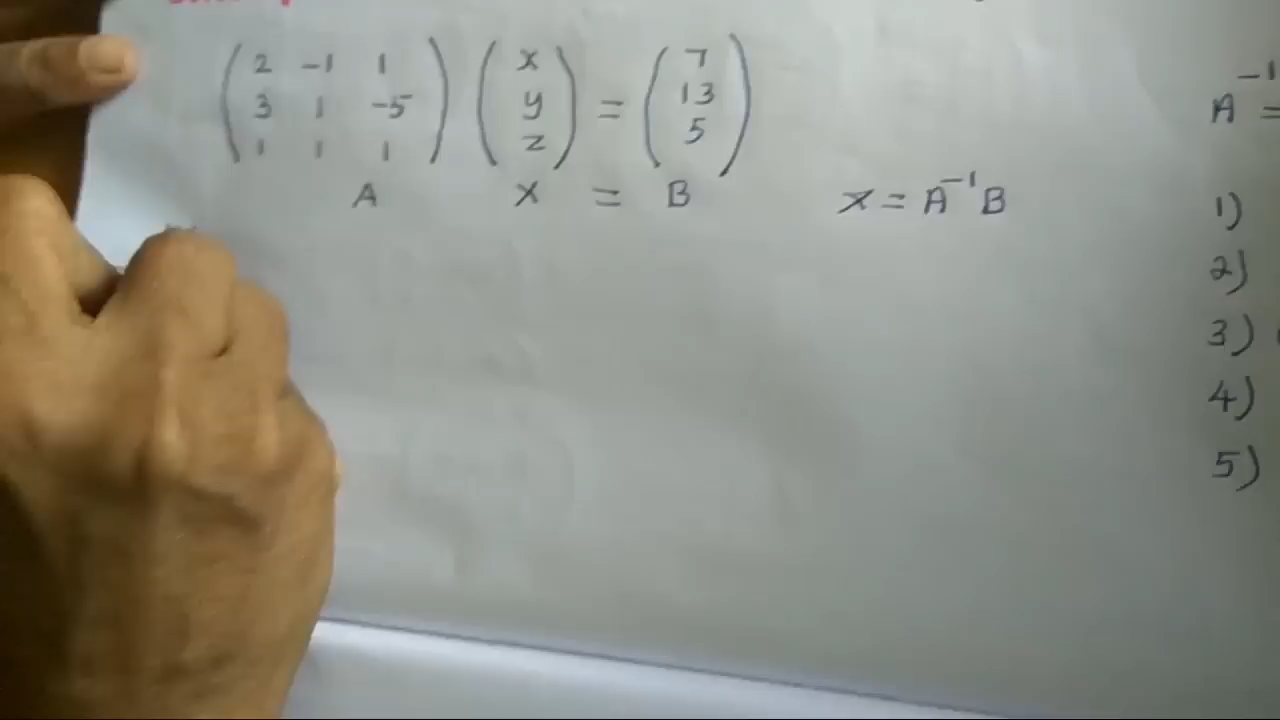 2 -1 1 x 7
3 1 -5 y = 13
1 1 1 z 5
A X = B x = A⁻¹B
A⁻¹ =
1)
2)
3)
4)
5)